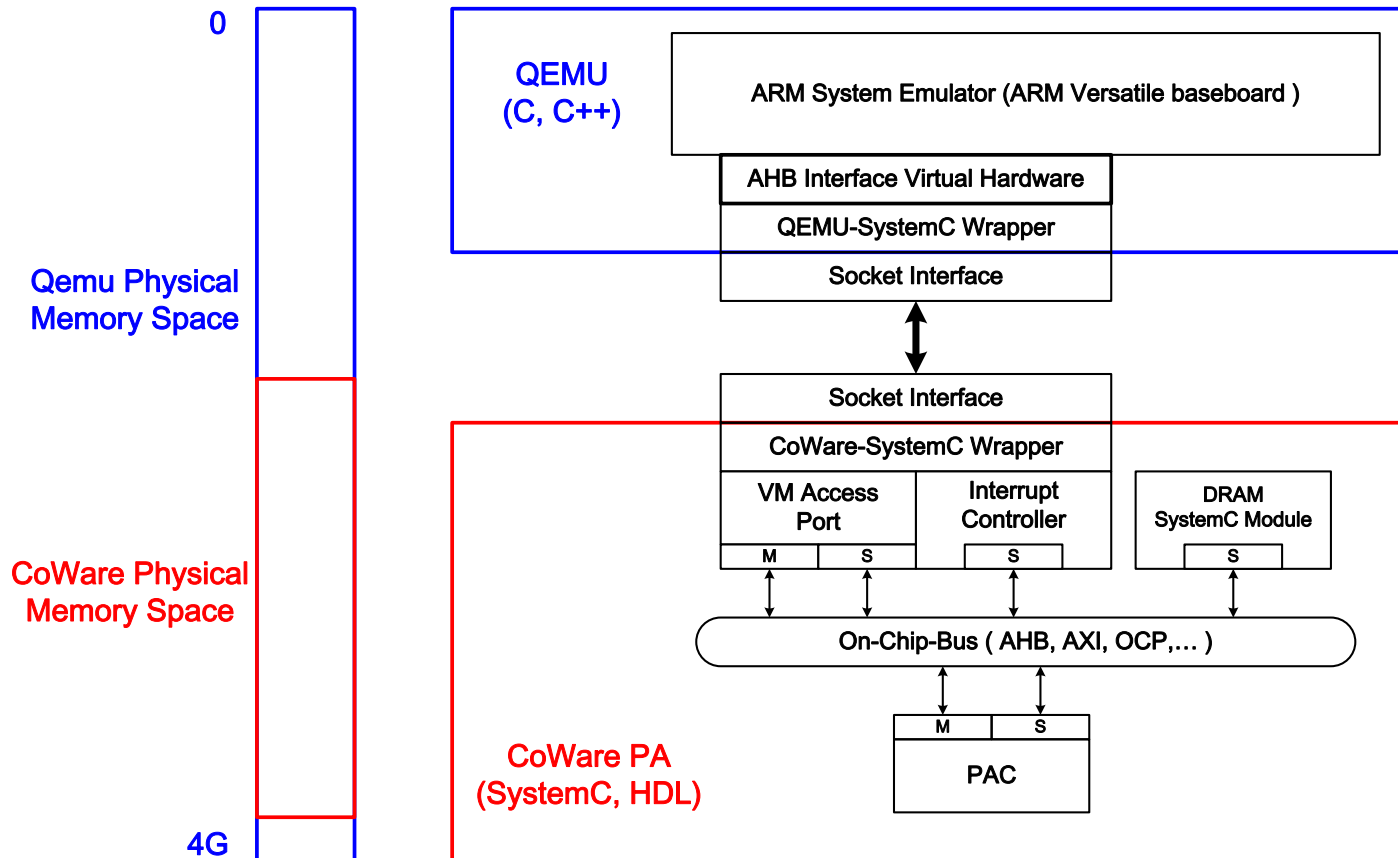 0
QEMU
(C, C++)
ARM System Emulator (ARM Versatile baseboard )
AHB Interface Virtual Hardware
QEMU-SystemC Wrapper
Socket Interface
Qemu Physical
Memory Space
Socket Interface
CoWare-SystemC Wrapper
VM Access
Port
M
S
Interrupt
Controller
S
DRAM
SystemC Module
S
CoWare Physical
Memory Space
On-Chip-Bus ( AHB, AXI, OCP,... )
M
S
PAC
CoWare PA
(SystemC, HDL)
4G